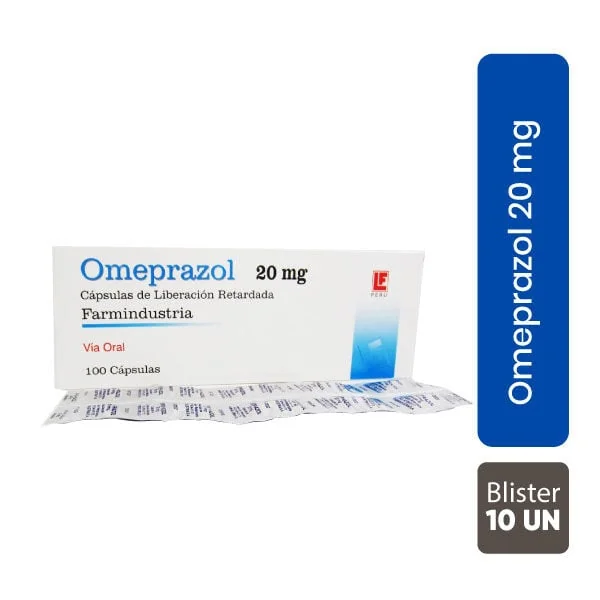 Omeprazol 20 mg
Cápsulas de Liberación Retardada
Farmindustria
Vía Oral
100 Cápsulas
LF
PERU
Omeprazol 20 mg
Blister
10 UN